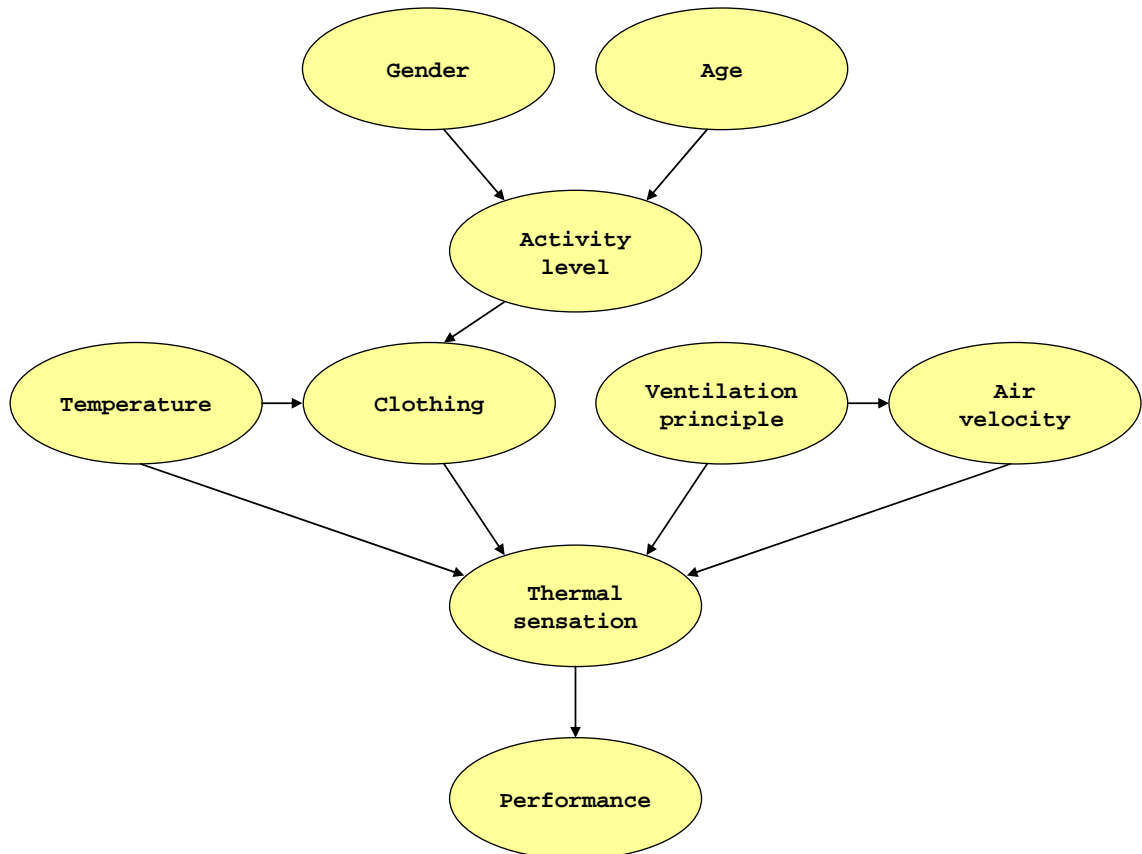 Gender
Age
Activity
level
Temperature
Clothing
Ventilation
principle
Air
velocity
Thermal
sensation
Performance